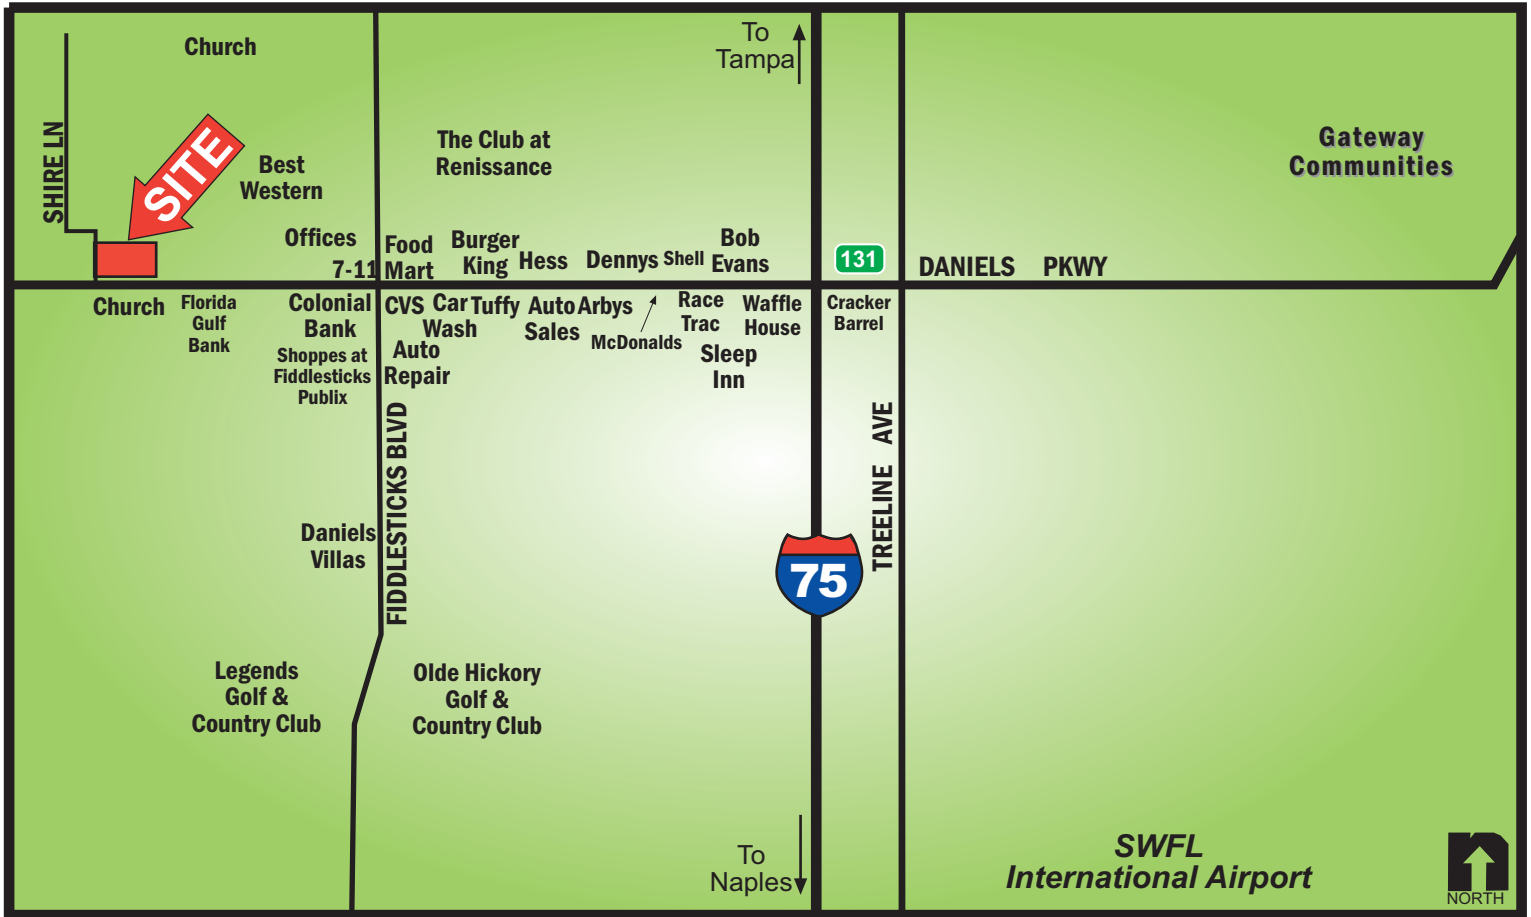 To
Tampa
Church
SHIRE LN
SITE
Best
Western
The Club at
Renissance
Gateway
Communities
Offices
7-11
Food
Mart
Burger
King
Hess
Dennys
Shell
Bob
Evans
131
DANIELS PKWY
Church
Florida
Gulf
Bank
Colonial
Bank
Shoppes at
Fiddlesticks
Publix
CVS
Car
Wash
Tuffy
Auto
Sales
Arbys
McDonalds
Race
Trac
Waffle
House
Cracker
Barrel
Auto
Repair
Sleep
Inn
FIDDLESTICKS BLVD
TREELINE AVE
Daniels
Villas
75
Legends
Golf &
Country Club
Olde Hickory
Golf &
Country Club
To
Naples
SWFL
International Airport
n
NORTH